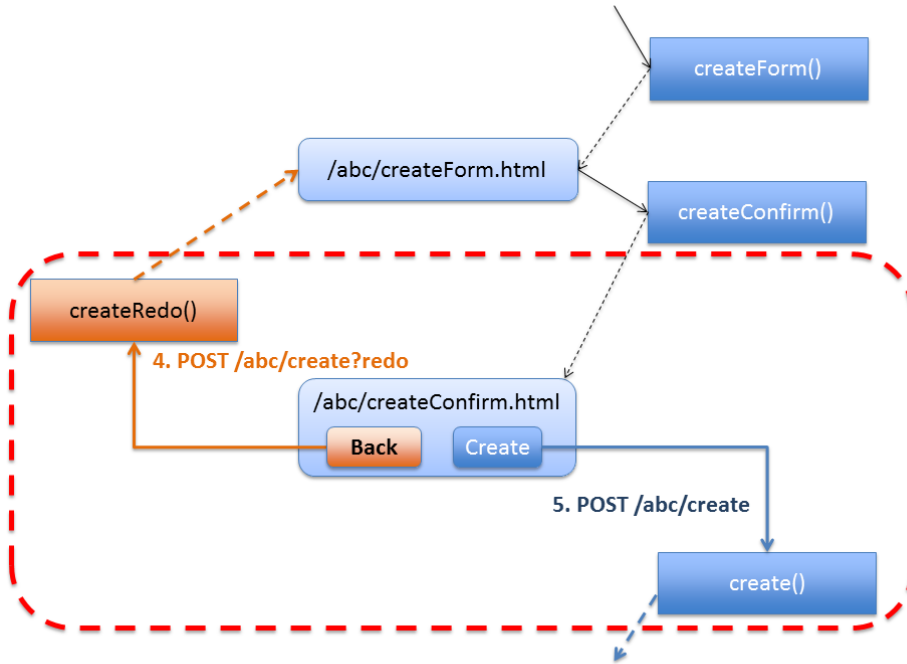 createForm()
/abc/createForm.html
createConfirm()
createRedo()
4. POST /abc/create?redo
/abc/createConfirm.html
Back
Create
5. POST /abc/create
create()